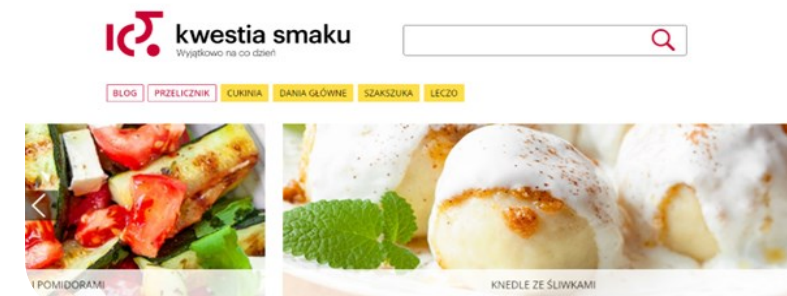 kwestia smaku
Wyjątkowo na co dzień
BLOG PRZELICZNIK CUKINIA DANIA GŁÓWNE SZAKSZUKA LECZO
I POMIDORAMI
KNEDLE ZE ŚLIWKAMI